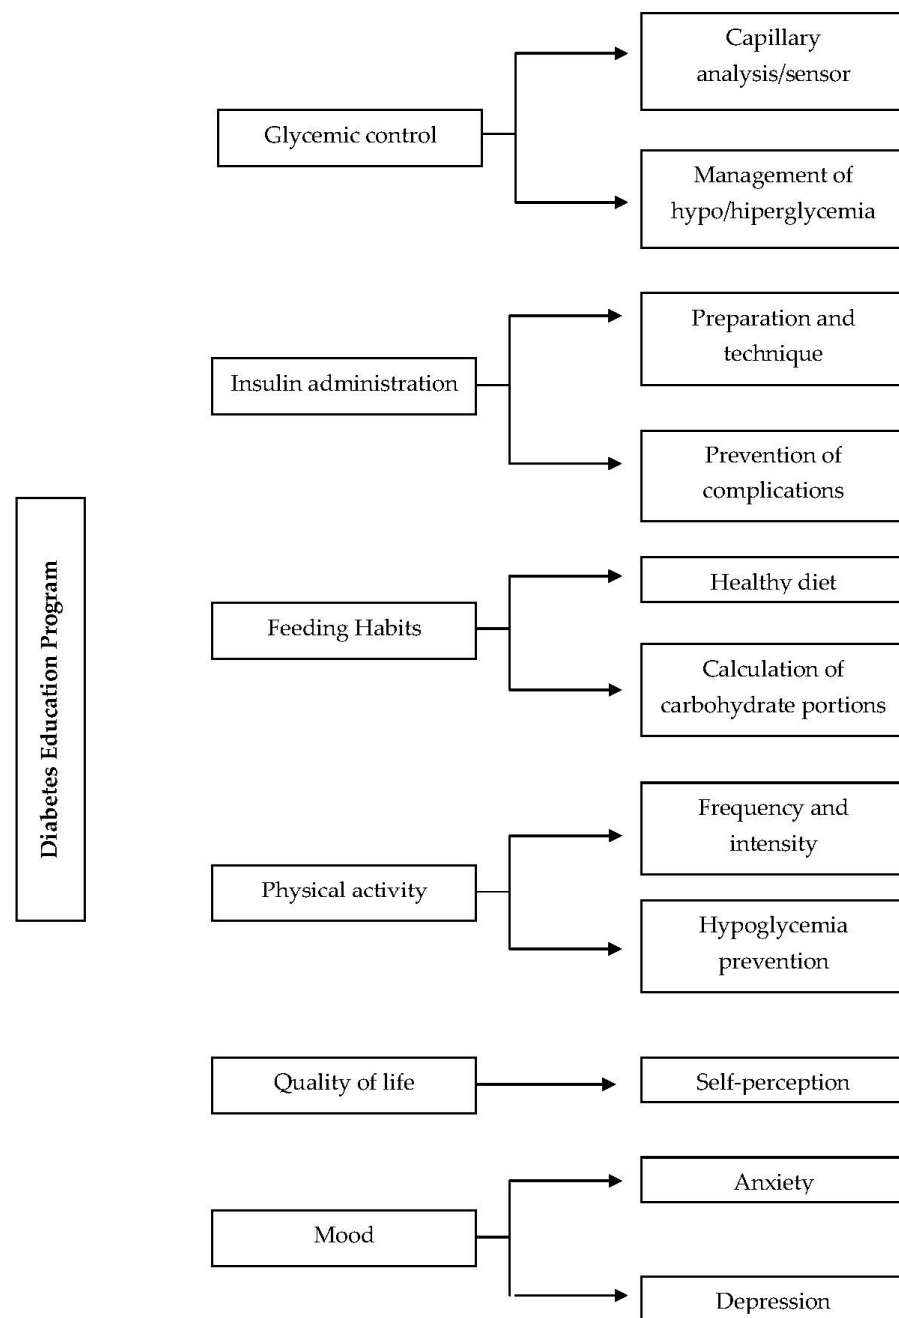 Diabetes Education Program
Glycemic control
Capillary
analysis/sensor
Management of
hypo/hiperglycemia
Insulin administration
Preparation and
technique
Prevention of
complications
Feeding Habits
Healthy diet
Calculation of
carbohydrate portions
Physical activity
Frequency and
intensity
Hypoglycemia
prevention
Quality of life
Self-perception
Mood
Anxiety
Depression